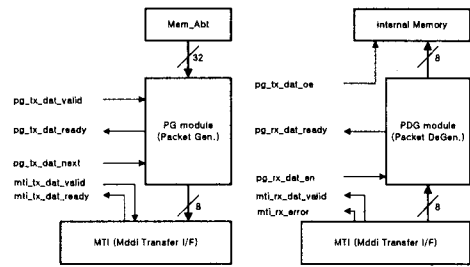 Mem_Abt
32
pg_tx_dat_valid
pg_tx_dat_ready
PG module
(Packet Gen.)
pg_tx_dat_next
mti_tx_dat_valid
mti_tx_dat_ready
8
MTI (Mddi Transfer I/F)
Internal Memory
8
pg_tx_dat_oe
pg_rx_dat_ready
PDG module
(Packet DeGen.)
pg_rx_dat_en
mti_rx_dat_valid
mti_rx_error
8
MTI (Mddi Transfer I/F)